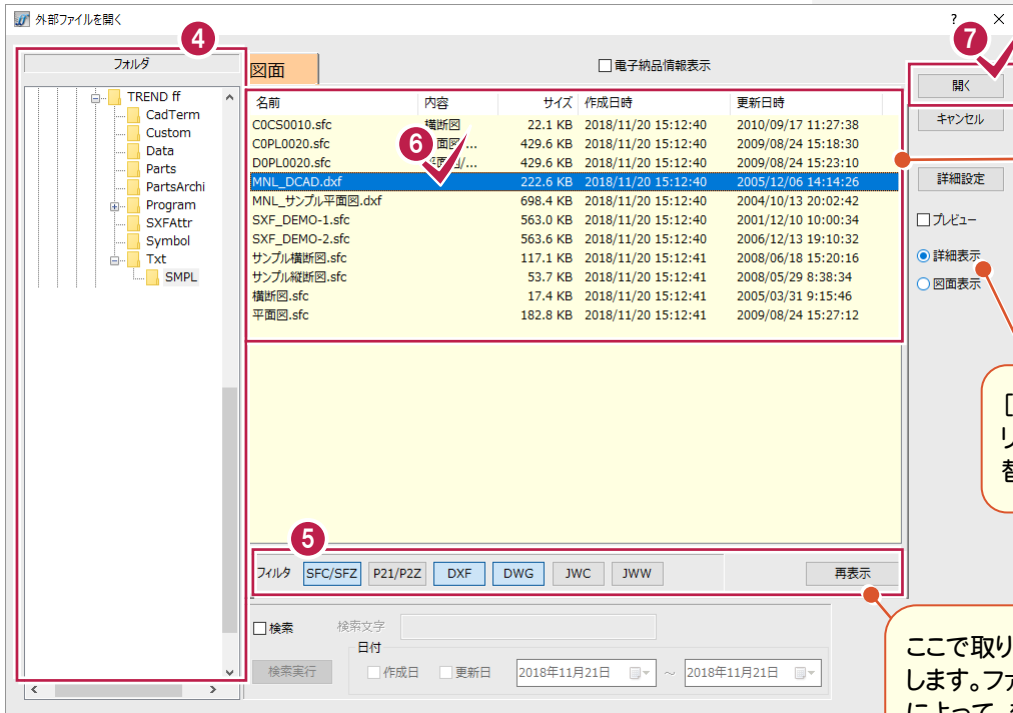 外部ファイルを開く
? ×
4
7
フォルダ
図面
電子納品情報表示
開く
キャンセル
詳細設定
プレビュー
詳細表示
図面表示
TREND ff
CadTerm
Custom
Data
Parts
PartsArchi
Program
SXFAttr
Symbol
Txt
SMPL
名前 内容 サイズ 作成日時 更新日時
C0CS0010.sfc 横断図 22.1 KB 2018/11/20 15:12:40 2010/09/17 11:27:38
C0PL0020.sfc 面図/... 429.6 KB 2018/11/20 15:12:40 2009/08/24 15:18:30
D0PL0020.sfc 平面図/... 429.6 KB 2018/11/20 15:12:40 2009/08/24 15:23:10
MNL_DCAD.dxf 222.6 KB 2018/11/20 15:12:40 2005/12/06 14:14:26
MNL_サンプル平面図.dxf 698.4 KB 2018/11/20 15:12:40 2004/10/13 20:02:42
SXF_DEMO-1.sfc 563.0 KB 2018/11/20 15:12:40 2001/12/10 10:00:34
SXF_DEMO-2.sfc 563.6 KB 2018/11/20 15:12:40 2006/12/13 19:10:32
サンプル横断図.sfc 117.1 KB 2018/11/20 15:12:41 2008/06/18 15:20:16
サンプル縦断図.sfc 53.7 KB 2018/11/20 15:12:41 2008/05/29 8:38:34
横断図.sfc 17.4 KB 2018/11/20 15:12:41 2005/03/31 9:15:46
平面図.sfc 182.8 KB 2018/11/20 15:12:41 2009/08/24 15:27:12
6
5
フィルタ SFC/SFZ P21/P2Z DXF DWG JWC JWW 再表示
検索 検索文字
日付
検索実行 作成日 更新日 2018年11月21日 ～ 2018年11月21日
[
リ
ここで取り
します。ファ
によって